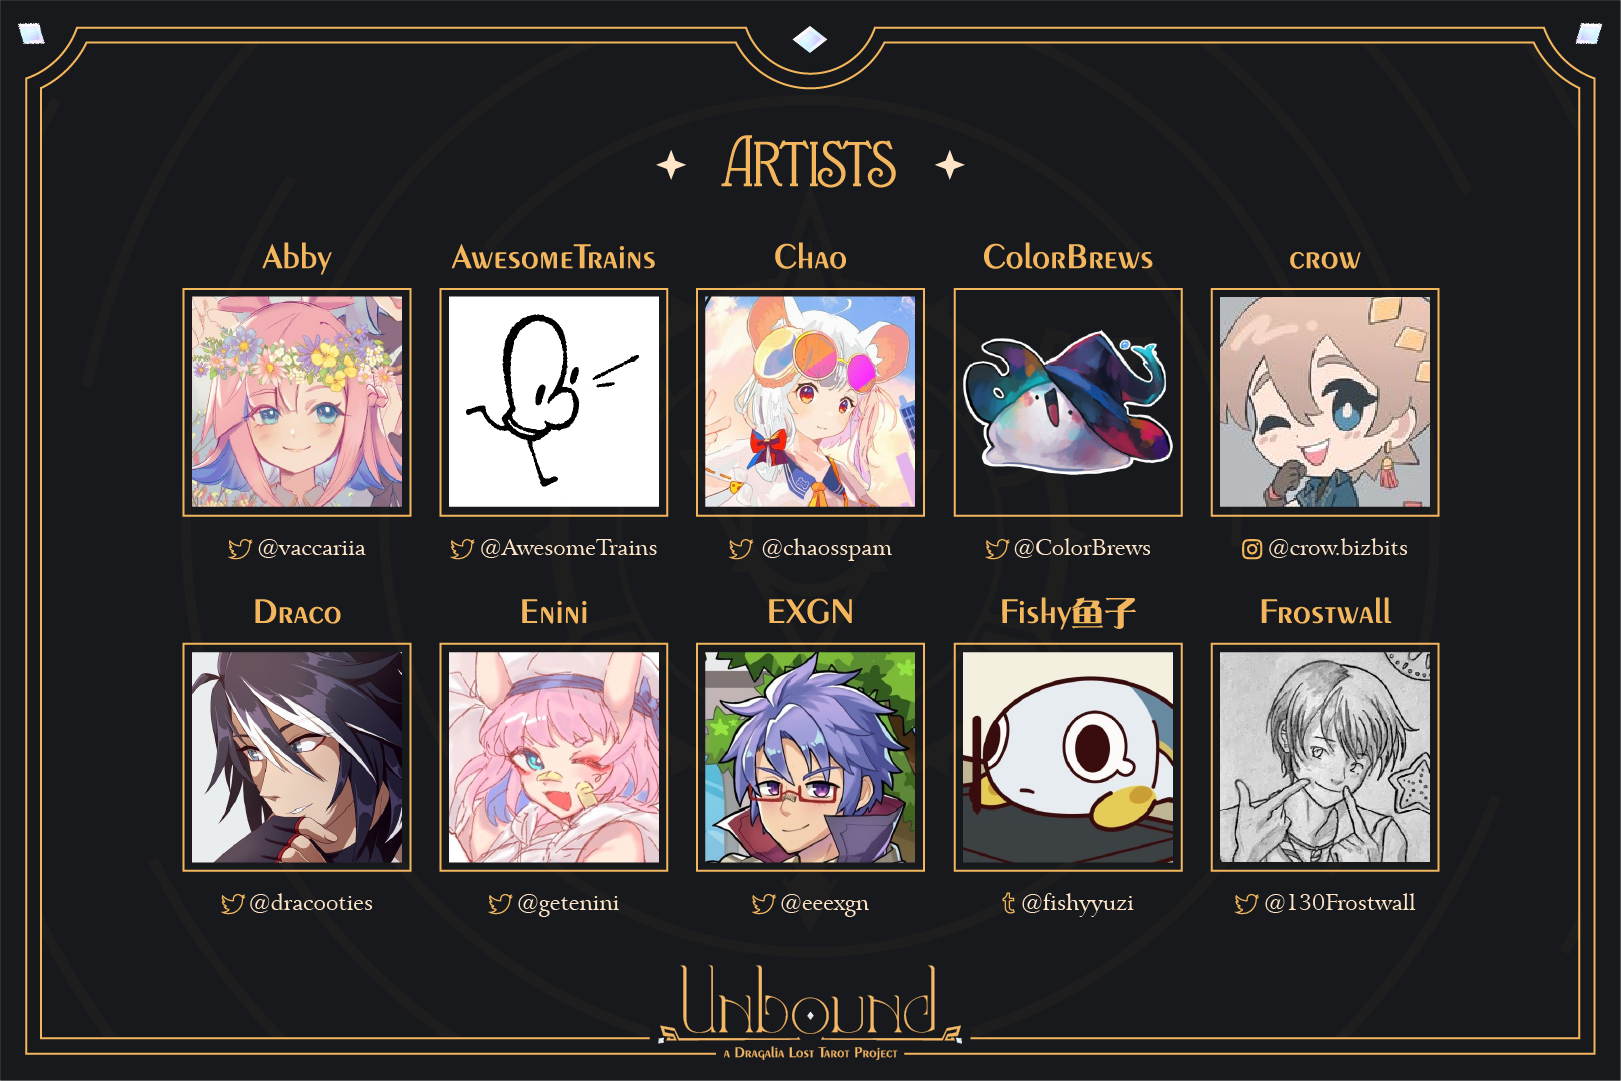 Artists
Abby
AwesomeTrains
Chao
ColorBrews
crow
@vaccariia
@AwesomeTrains
@chaosspam
@ColorBrews
@crow.bizbits
Draco
Enini
EXGN
Fishy鱼子
Frostwall
@dracooties
@getenini
@eeexgn
@fishyyuzi
@130Frostwall
Unbound
a Dragalia Lost Tarot Project